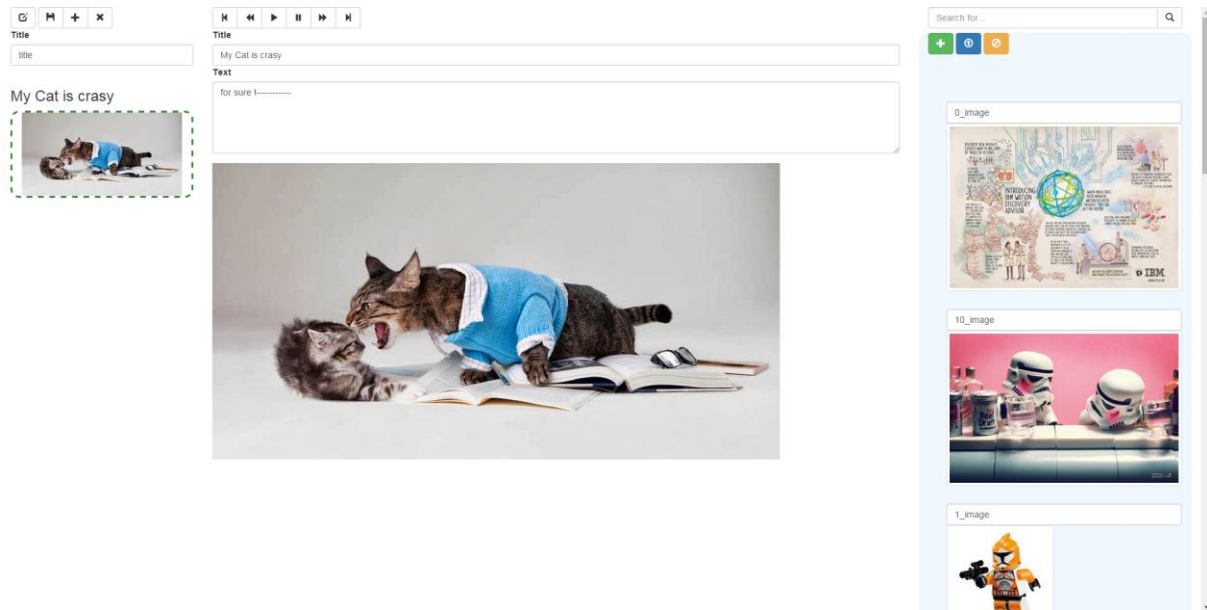 Title
title
My Cat is crasy
Title
My Cat is crasy
Text
for sure !-----------
Search for...
0_image
INTRODUCING
IBM WATSON
DISCOVERY
ADVISOR
IBM
10_image
1_image